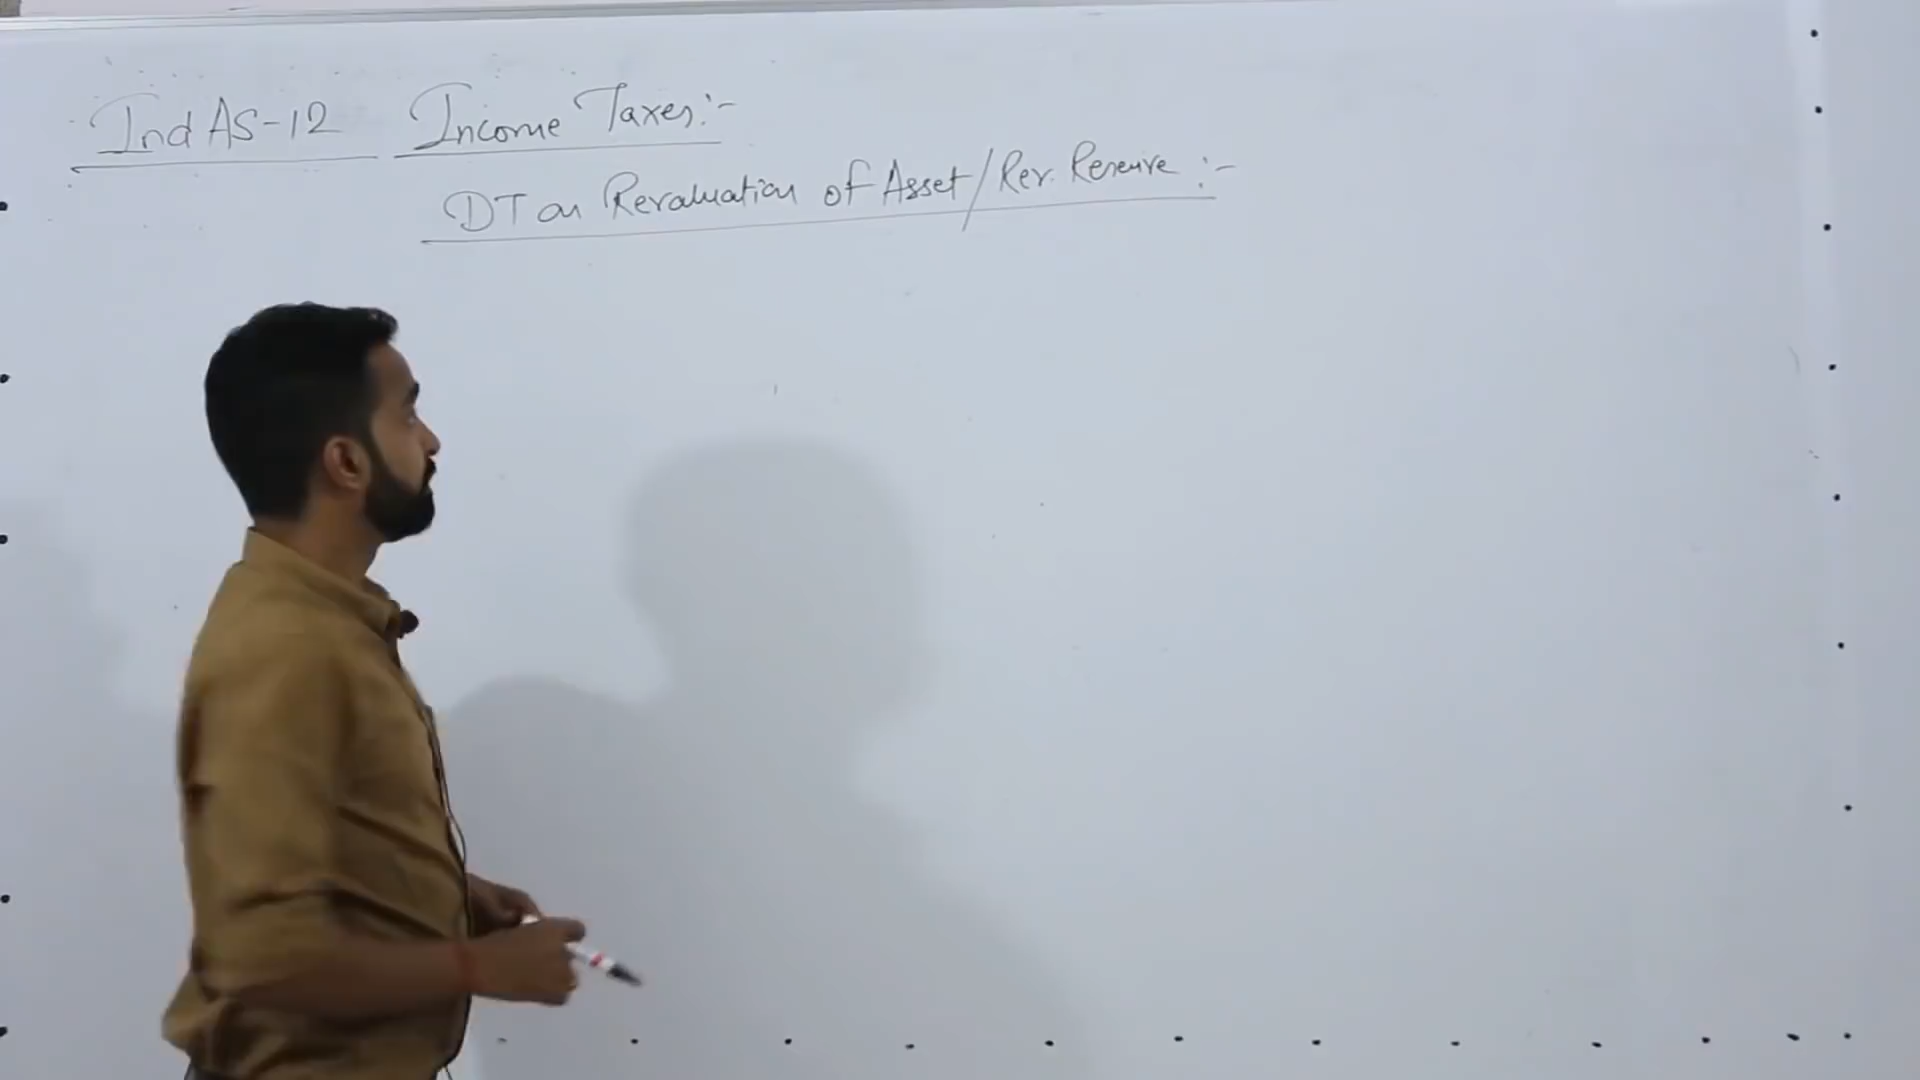 Ind AS-12 Income Taxes:-
DT on Revaluation of Asset/Rev. Reserve :-